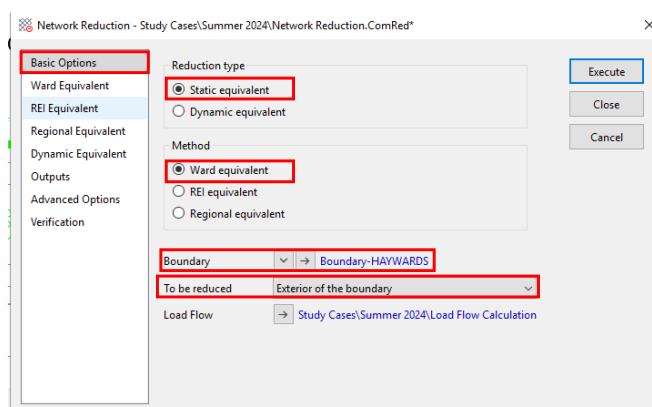 Network Reduction - Study Cases\Summer 2024\Network Reduction.ComRed*
Basic Options
Ward Equivalent
REI Equivalent
Regional Equivalent
Dynamic Equivalent
Outputs
Advanced Options
Verification
Reduction type
Static equivalent
Dynamic equivalent
Method
Ward equivalent
REI equivalent
Regional equivalent
Boundary Boundary-HAYWARDS
To be reduced Exterior of the boundary
Load Flow Study Cases\Summer 2024\Load Flow Calculation
Execute
Close
Cancel